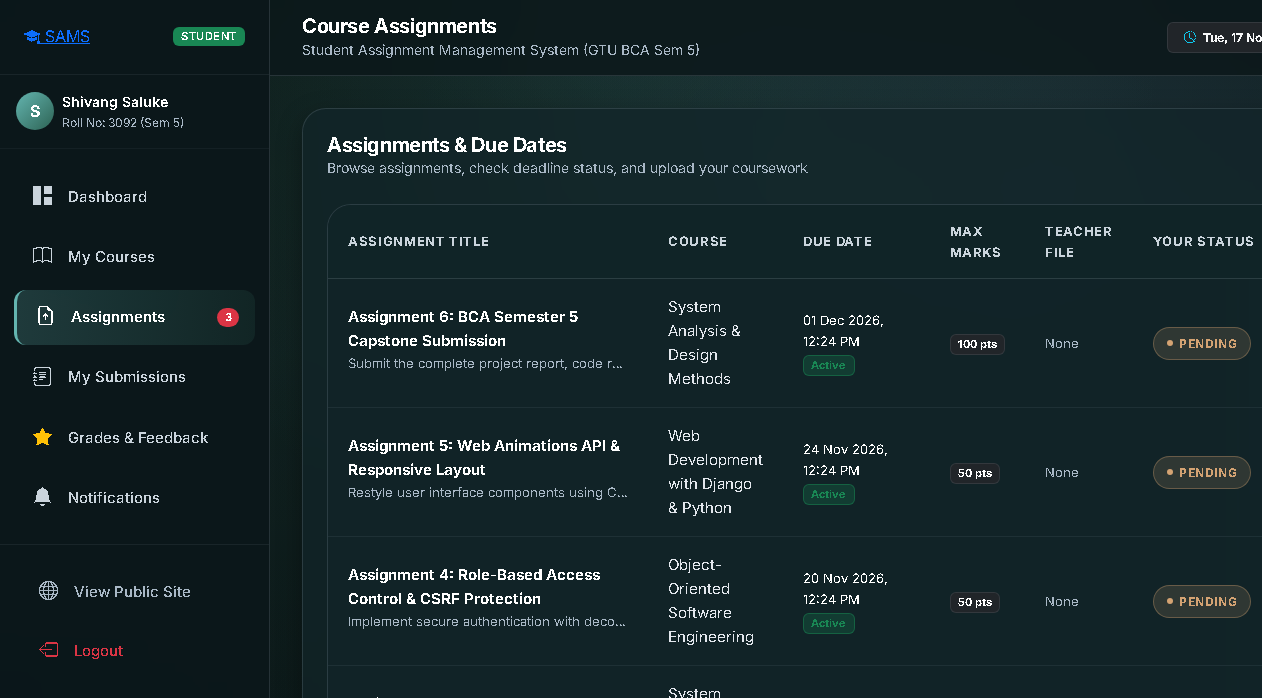 SAMS
STUDENT
S
Shivang Saluke
Roll No: 3092 (Sem 5)
Dashboard
My Courses
Assignments
3
My Submissions
Grades & Feedback
Notifications
View Public Site
Logout
Course Assignments
Student Assignment Management System (GTU BCA Sem 5)
Tue, 17 No
Assignments & Due Dates
Browse assignments, check deadline status, and upload your coursework
ASSIGNMENT TITLE
COURSE
DUE DATE
MAX
MARKS
TEACHER
FILE
YOUR STATUS
Assignment 6: BCA Semester 5
Capstone Submission
Submit the complete project report, code r...
System
Analysis &
Design
Methods
01 Dec 2026,
12:24 PM
Active
100 pts
None
PENDING
Assignment 5: Web Animations API &
Responsive Layout
Restyle user interface components using C...
Web
Development
with Django
& Python
24 Nov 2026,
12:24 PM
Active
50 pts
None
PENDING
Assignment 4: Role-Based Access
Control & CSRF Protection
Implement secure authentication with deco...
Object-
Oriented
Software
Engineering
20 Nov 2026,
12:24 PM
Active
50 pts
None
PENDING
System